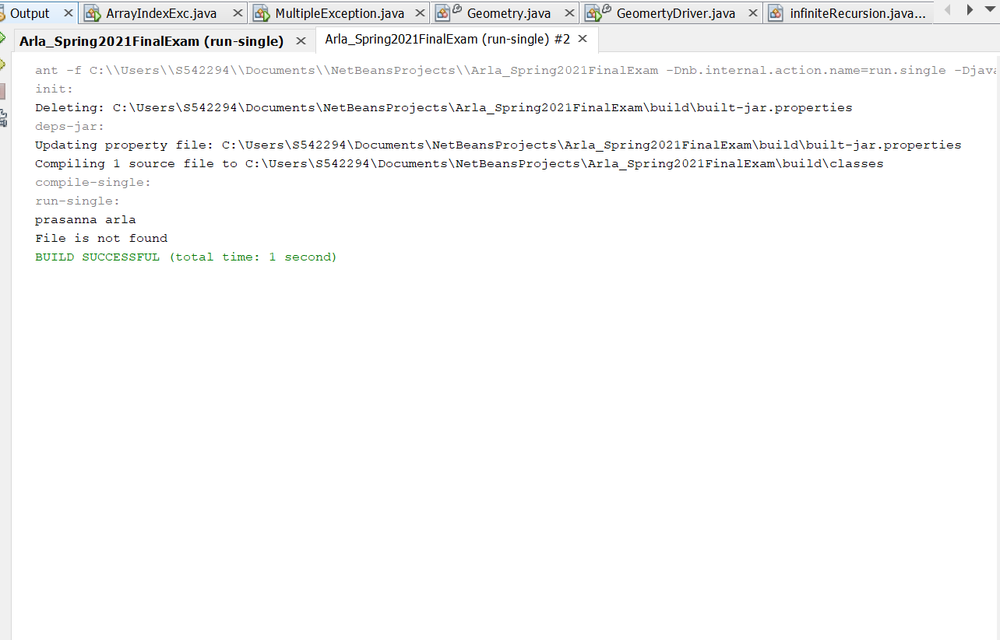 Output ArrayIndexExc.java MultipleException.java Geometry.java GeomertyDriver.java infiniteRecursion.java...
Arla_Spring2021FinalExam (run-single) Arla_Spring2021FinalExam (run-single) #2
ant -f C:\\Users\\S542294\\Documents\\NetBeansProjects\\Arla_Spring2021FinalExam -Dnb.internal.action.name=run.single -Djava
init:
Deleting: C:\Users\S542294\Documents\NetBeansProjects\Arla_Spring2021FinalExam\build\built-jar.properties
deps-jar:
Updating property file: C:\Users\S542294\Documents\NetBeansProjects\Arla_Spring2021FinalExam\build\built-jar.properties
Compiling 1 source file to C:\Users\S542294\Documents\NetBeansProjects\Arla_Spring2021FinalExam\build\classes
compile-single:
run-single:
prasanna arla
File is not found
BUILD SUCCESSFUL (total time: 1 second)